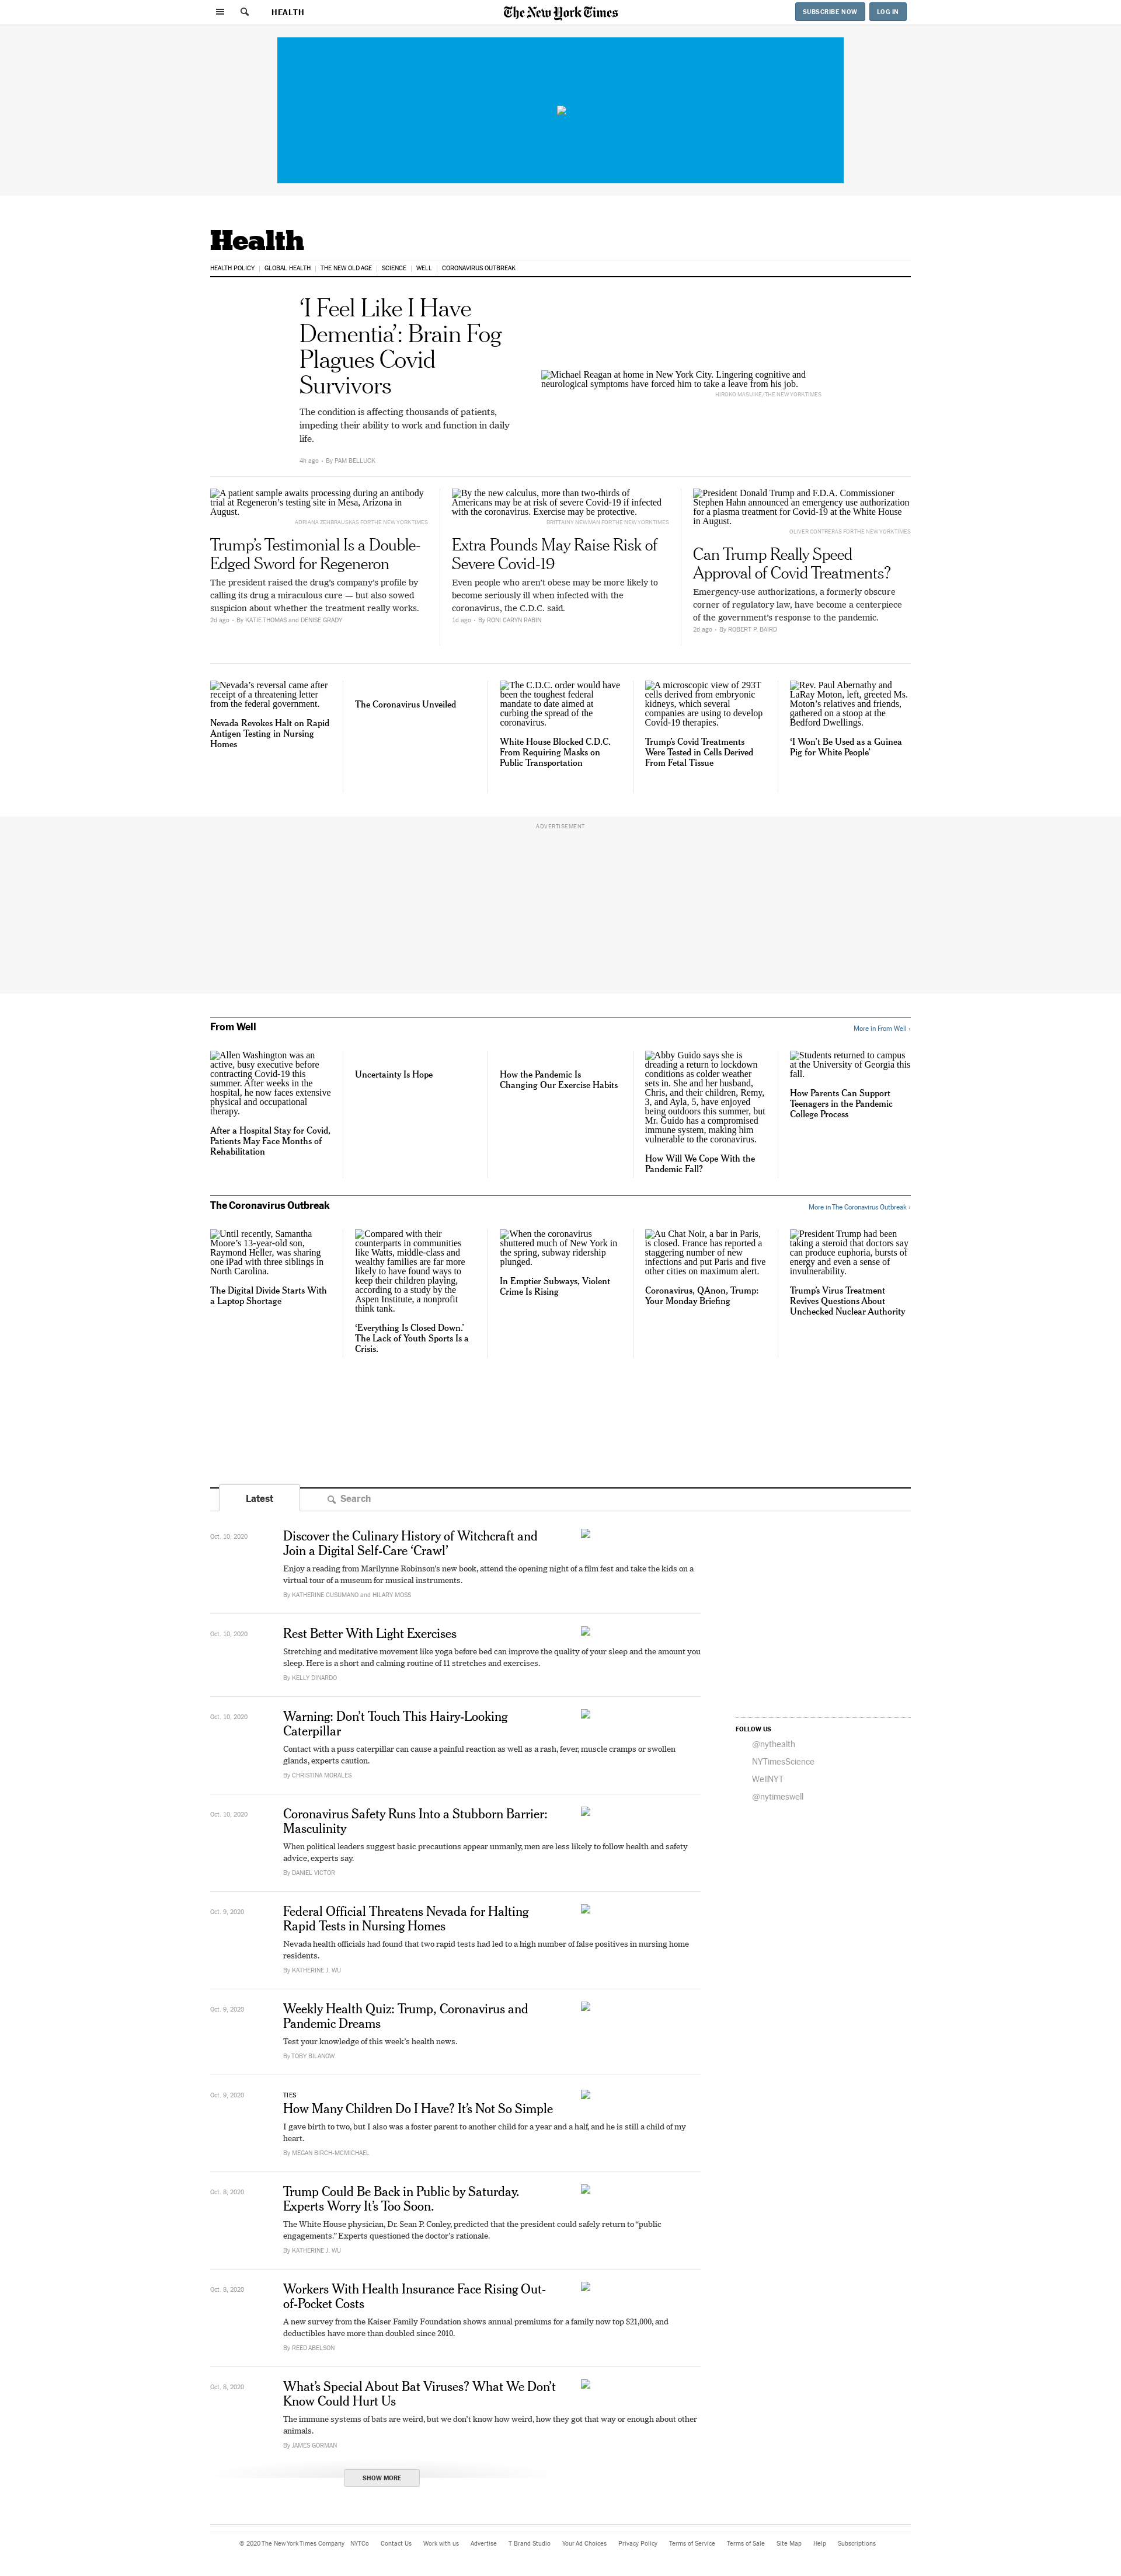 HEALTH
The New York Times
SUBSCRIBE NOW
LOG IN
Health
HEALTH POLICY
GLOBAL HEALTH
THE NEW OLD AGE
SCIENCE
WELL
CORONAVIRUS OUTBREAK
‘I Feel Like I Have
Dementia’: Brain Fog
Plagues Covid
Survivors
The condition is affecting thousands of patients,
impeding their ability to work and function in daily
life.
4h ago • By PAM BELLUCK
Michael Reagan at home in New York City. Lingering cognitive and
neurological symptoms have forced him to take a leave from his job.
HIROKO MASUIKE/THE NEW YORK TIMES
A patient sample awaits processing during an antibody
trial at Regeneron’s testing site in Mesa, Arizona in
August.
ADRIANA ZEHBRAUSKAS FOR THE NEW YORK TIMES
Trump’s Testimonial Is a Double-
Edged Sword for Regeneron
The president raised the drug’s company’s profile by
calling its drug a miraculous cure — but also sowed
suspicion about whether the treatment really works.
2d ago • By KATIE THOMAS and DENISE GRADY
By the new calculus, more than two-thirds of
Americans may be at risk of severe Covid-19 if infected
with the coronavirus. Exercise may be protective.
BRITTAINY NEWMAN FOR THE NEW YORK TIMES
Extra Pounds May Raise Risk of
Severe Covid-19
Even people who aren’t obese may be more likely to
become seriously ill when infected with the
coronavirus, the C.D.C. said.
1d ago • By RONI CARYN RABIN
President Donald Trump and F.D.A. Commissioner
Stephen Hahn announced an emergency use authorization
for a plasma treatment for Covid-19 at the White House
in August.
OLIVER CONTRERAS FOR THE NEW YORK TIMES
Can Trump Really Speed
Approval of Covid Treatments?
Emergency-use authorizations, a formerly obscure
corner of regulatory law, have become a centerpiece
of the government’s response to the pandemic.
2d ago • By ROBERT P. BAIRD
Nevada’s reversal came after
receipt of a threatening letter
from the federal government.
Nevada Revokes Halt on Rapid
Antigen Testing in Nursing
Homes
The Coronavirus Unveiled
The C.D.C. order would have
been the toughest federal
mandate to date aimed at
curbing the spread of the
coronavirus.
White House Blocked C.D.C.
From Requiring Masks on
Public Transportation
A microscopic view of 293T
cells derived from embryonic
kidneys, which several
companies are using to develop
Covid-19 therapies.
Trump’s Covid Treatments
Were Tested in Cells Derived
From Fetal Tissue
Rev. Paul Abernathy and
LaRay Moton, left, greeted Ms.
Moton’s relatives and friends,
gathered on a stoop at the
Bedford Dwellings.
‘I Won’t Be Used as a Guinea
Pig for White People’
ADVERTISEMENT
From Well
More in From Well ›
Allen Washington was an
active, busy executive before
contracting Covid-19 this
summer. After weeks in the
hospital, he now faces extensive
physical and occupational
therapy.
After a Hospital Stay for Covid,
Patients May Face Months of
Rehabilitation
Uncertainty Is Hope
How the Pandemic Is
Changing Our Exercise Habits
Abby Guido says she is
dreading a return to lockdown
conditions as colder weather
sets in. She and her husband,
Chris, and their children, Remy,
3, and Ayla, 5, have enjoyed
being outdoors this summer, but
Mr. Guido has a compromised
immune system, making him
vulnerable to the coronavirus.
How Will We Cope With the
Pandemic Fall?
Students returned to campus
at the University of Georgia this
fall.
How Parents Can Support
Teenagers in the Pandemic
College Process
The Coronavirus Outbreak
More in The Coronavirus Outbreak ›
Until recently, Samantha
Moore’s 13-year-old son,
Raymond Heller, was sharing
one iPad with three siblings in
North Carolina.
The Digital Divide Starts With
a Laptop Shortage
Compared with their
counterparts in communities
like Watts, middle-class and
wealthy families are far more
likely to have found ways to
keep their children playing,
according to a study by the
Aspen Institute, a nonprofit
think tank.
‘Everything Is Closed Down.’
The Lack of Youth Sports Is a
Crisis.
When the coronavirus
shuttered much of New York in
the spring, subway ridership
plunged.
In Emptier Subways, Violent
Crime Is Rising
Au Chat Noir, a bar in Paris,
is closed. France has reported a
staggering number of new
infections and put Paris and five
other cities on maximum alert.
Coronavirus, QAnon, Trump:
Your Monday Briefing
President Trump had been
taking a steroid that doctors say
can produce euphoria, bursts of
energy and even a sense of
invulnerability.
Trump’s Virus Treatment
Revives Questions About
Unchecked Nuclear Authority
Latest
Search
Oct. 10, 2020
Discover the Culinary History of Witchcraft and
Join a Digital Self-Care ‘Crawl’
Enjoy a reading from Marilynne Robinson’s new book, attend the opening night of a film fest and take the kids on a
virtual tour of a museum for musical instruments.
By KATHERINE CUSUMANO and HILARY MOSS
Oct. 10, 2020
Rest Better With Light Exercises
Stretching and meditative movement like yoga before bed can improve the quality of your sleep and the amount you
sleep. Here is a short and calming routine of 11 stretches and exercises.
By KELLY DINARDO
Oct. 10, 2020
Warning: Don’t Touch This Hairy-Looking
Caterpillar
Contact with a puss caterpillar can cause a painful reaction as well as a rash, fever, muscle cramps or swollen
glands, experts caution.
By CHRISTINA MORALES
FOLLOW US
@nythealth
NYTimesScience
WellNYT
@nytimeswell
Oct. 10, 2020
Coronavirus Safety Runs Into a Stubborn Barrier:
Masculinity
When political leaders suggest basic precautions appear unmanly, men are less likely to follow health and safety
advice, experts say.
By DANIEL VICTOR
Oct. 9, 2020
Federal Official Threatens Nevada for Halting
Rapid Tests in Nursing Homes
Nevada health officials had found that two rapid tests had led to a high number of false positives in nursing home
residents.
By KATHERINE J. WU
Oct. 9, 2020
Weekly Health Quiz: Trump, Coronavirus and
Pandemic Dreams
Test your knowledge of this week’s health news.
By TOBY BILANOW
Oct. 9, 2020
TIES
How Many Children Do I Have? It’s Not So Simple
I gave birth to two, but I also was a foster parent to another child for a year and a half, and he is still a child of my
heart.
By MEGAN BIRCH-MCMICHAEL
Oct. 8, 2020
Trump Could Be Back in Public by Saturday.
Experts Worry It’s Too Soon.
The White House physician, Dr. Sean P. Conley, predicted that the president could safely return to “public
engagements.” Experts questioned the doctor’s rationale.
By KATHERINE J. WU
Oct. 8, 2020
Workers With Health Insurance Face Rising Out-
of-Pocket Costs
A new survey from the Kaiser Family Foundation shows annual premiums for a family now top $21,000, and
deductibles have more than doubled since 2010.
By REED ABELSON
Oct. 8, 2020
What’s Special About Bat Viruses? What We Don’t
Know Could Hurt Us
The immune systems of bats are weird, but we don’t know how weird, how they got that way or enough about other
animals.
By JAMES GORMAN
SHOW MORE
© 2020 The New York Times Company
NYTCo
Contact Us
Work with us
Advertise
T Brand Studio
Your Ad Choices
Privacy Policy
Terms of Service
Terms of Sale
Site Map
Help
Subscriptions